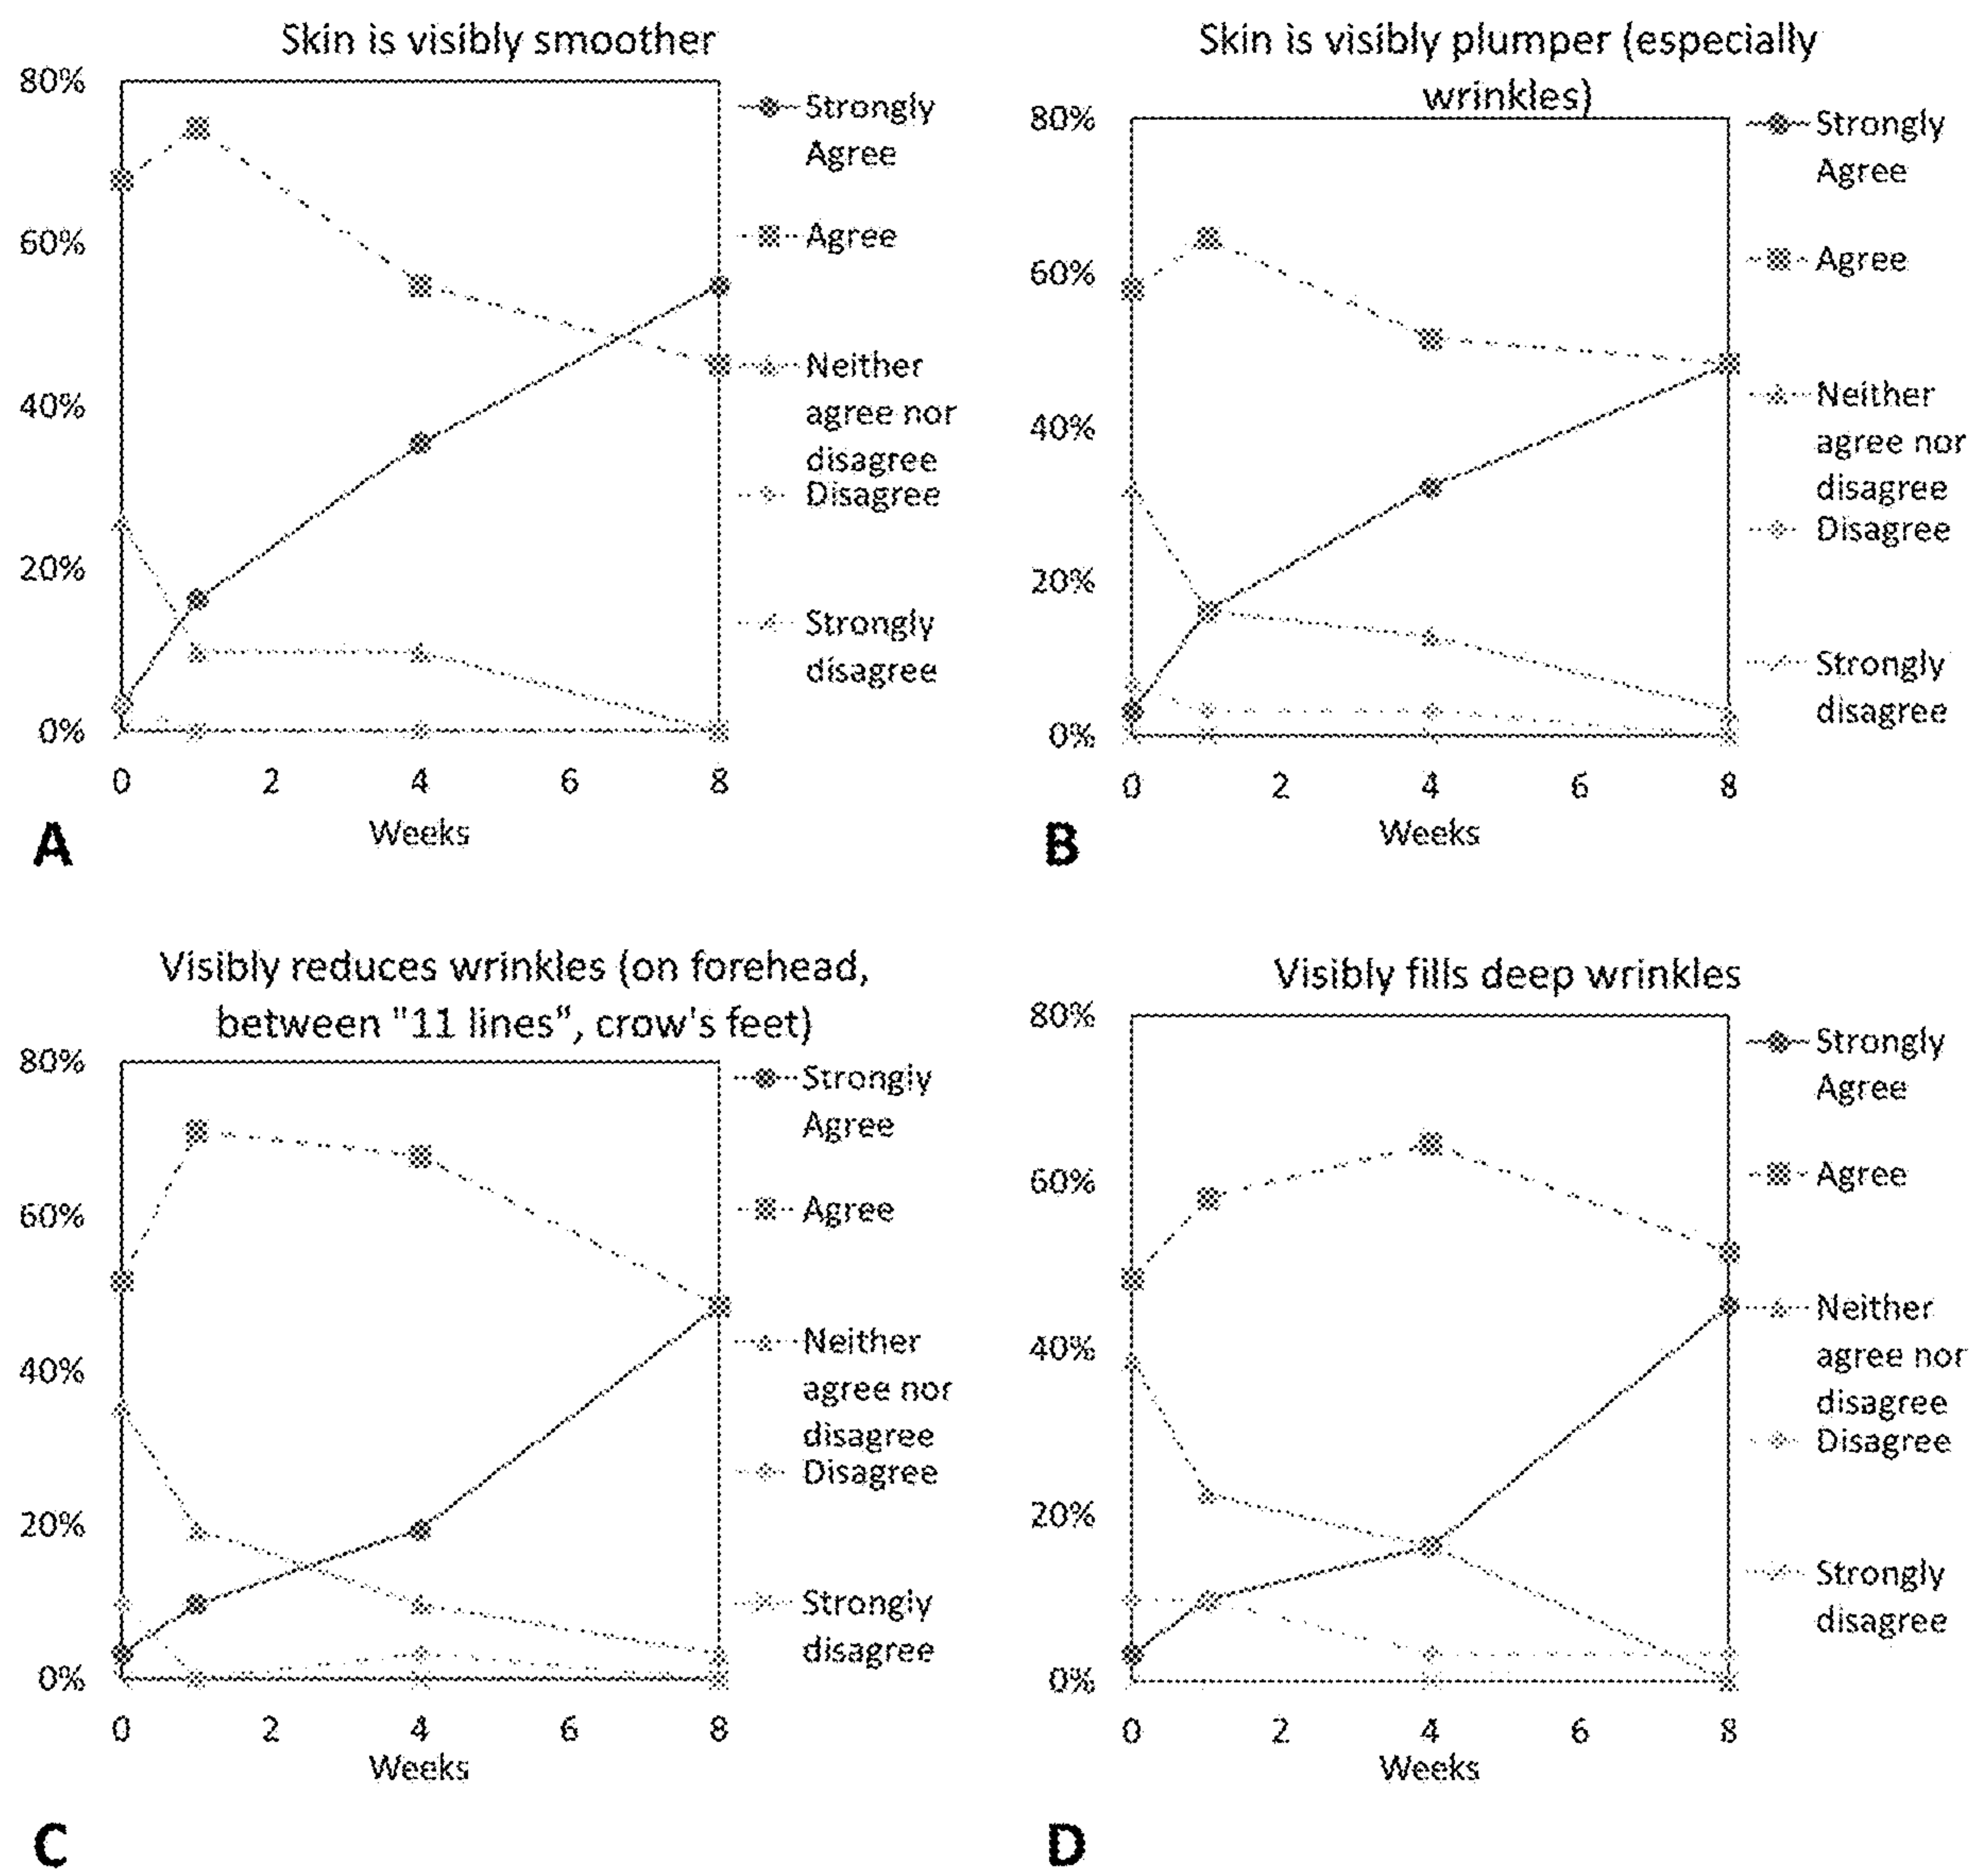 Skin is visibly smoother
80%
60%
40%
20%
0%
0 2 4 6 8
Weeks
Strongly
Agree
Agree
Neither
agree nor
disagree
Disagree
Strongly
disagree
A
Skin is visibly plumper (especially
wrinkles)
80%
60%
40%
20%
0%
0 2 4 6 8
Weeks
Strongly
Agree
Agree
Neither
agree nor
disagree
Disagree
Strongly
disagree
B
Visibly reduces wrinkles (on forehead,
between "11 lines”, crow's feet)
80%
60%
40%
20%
0%
0 2 4 6 8
Weeks
Strongly
Agree
Agree
Neither
agree nor
disagree
Disagree
Strongly
disagree
C
Visibly fills deep wrinkles
80%
60%
40%
20%
0%
0 2 4 6 8
Weeks
Strongly
Agree
Agree
Neither
agree nor
disagree
Disagree
Strongly
disagree
D